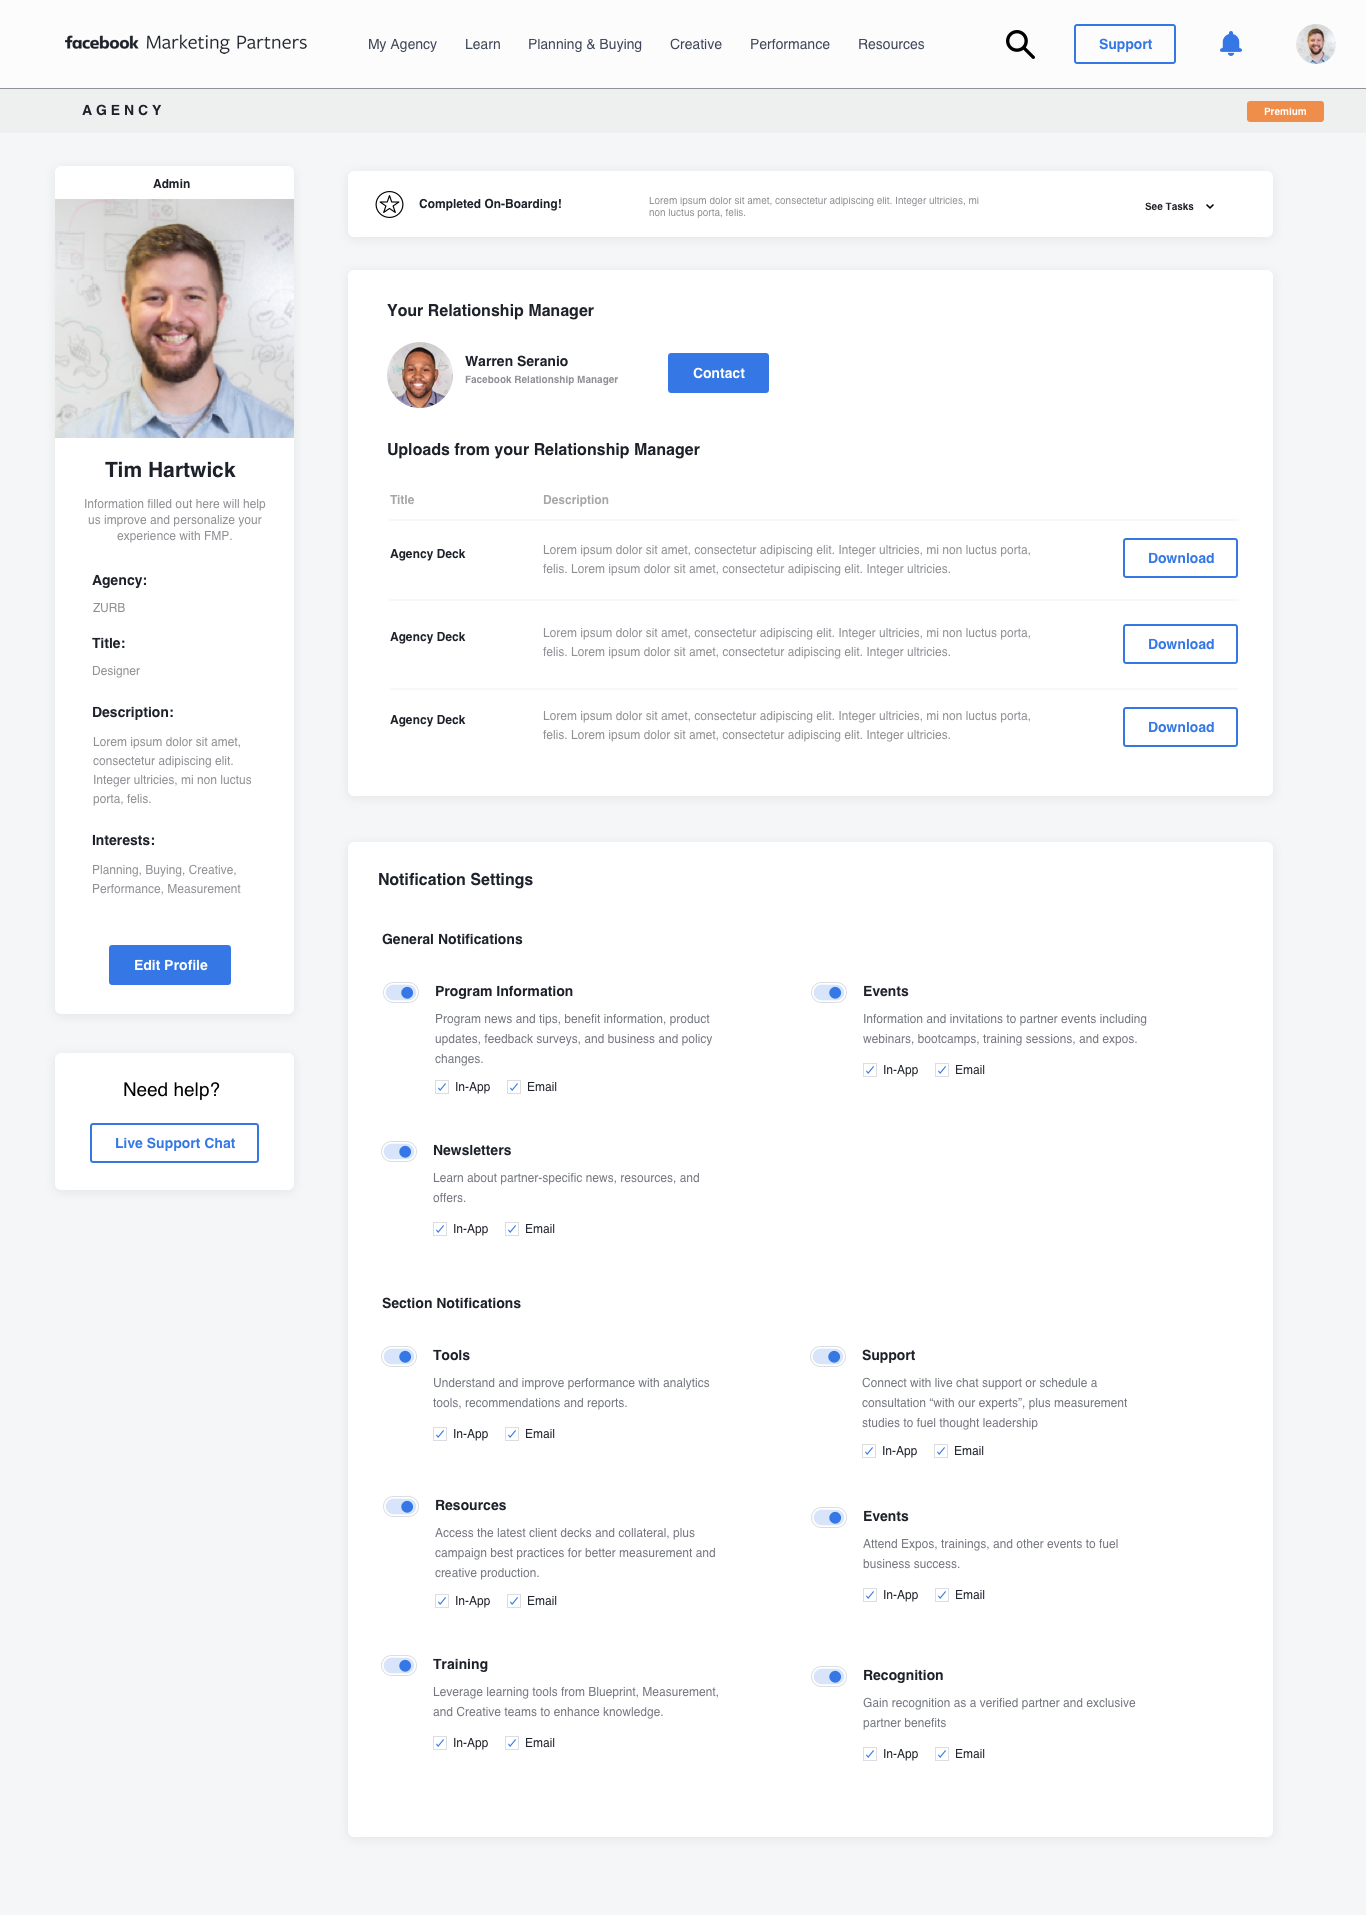 facebook Marketing Partners
My Agency Learn Planning & Buying Creative Performance Resources Support
AGENCY
Premium
Admin
Tim Hartwick
Information filled out here will help
us improve and personalize your
experience with FMP.
Agency:
ZURB
Title:
Designer
Description:
Lorem ipsum dolor sit amet,
consectetur adipiscing elit.
Integer ultricies, mi non luctus
porta, felis.
Interests:
Planning, Buying, Creative,
Performance, Measurement
Edit Profile
Need help?
Live Support Chat
Completed On-Boarding!
Lorem ipsum dolor sit amet, consectetur adipiscing elit. Integer ultricies, mi
non luctus porta, felis.
See Tasks
Your Relationship Manager
Warren Seranio
Facebook Relationship Manager
Contact
Uploads from your Relationship Manager
Title Description
Agency Deck
Lorem ipsum dolor sit amet, consectetur adipiscing elit. Integer ultricies, mi non luctus porta,
felis. Lorem ipsum dolor sit amet, consectetur adipiscing elit. Integer ultricies.
Download
Agency Deck
Lorem ipsum dolor sit amet, consectetur adipiscing elit. Integer ultricies, mi non luctus porta,
felis. Lorem ipsum dolor sit amet, consectetur adipiscing elit. Integer ultricies.
Download
Agency Deck
Lorem ipsum dolor sit amet, consectetur adipiscing elit. Integer ultricies, mi non luctus porta,
felis. Lorem ipsum dolor sit amet, consectetur adipiscing elit. Integer ultricies.
Download
Notification Settings
General Notifications
Program Information
Program news and tips, benefit information, product
updates, feedback surveys, and business and policy
changes.
In-App Email
Events
Information and invitations to partner events including
webinars, bootcamps, training sessions, and expos.
In-App Email
Newsletters
Learn about partner-specific news, resources, and
offers.
In-App Email
Section Notifications
Tools
Understand and improve performance with analytics
tools, recommendations and reports.
In-App Email
Support
Connect with live chat support or schedule a
consultation “with our experts”, plus measurement
studies to fuel thought leadership
In-App Email
Resources
Access the latest client decks and collateral, plus
campaign best practices for better measurement and
creative production.
In-App Email
Events
Attend Expos, trainings, and other events to fuel
business success.
In-App Email
Training
Leverage learning tools from Blueprint, Measurement,
and Creative teams to enhance knowledge.
In-App Email
Recognition
Gain recognition as a verified partner and exclusive
partner benefits
In-App Email